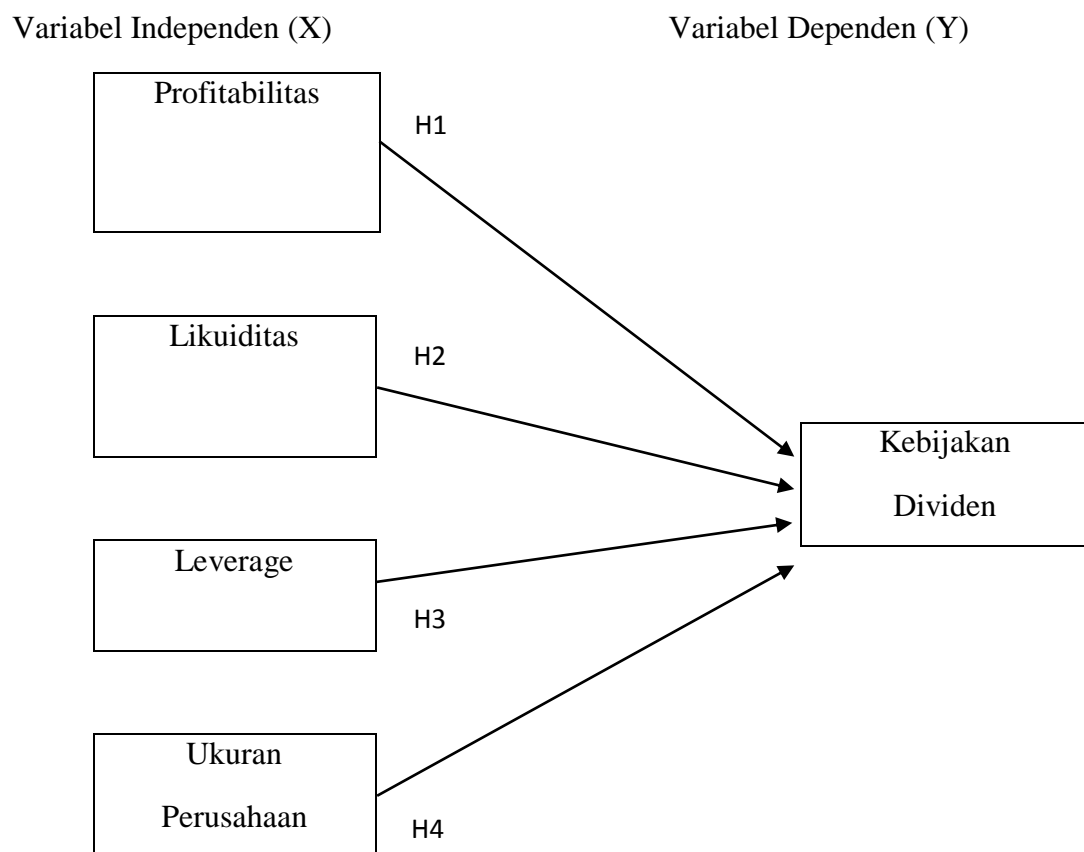 Variabel Independen (X)
Variabel Dependen (Y)
Profitabilitas
H1
Likuiditas
H2
Kebijakan
Dividen
Leverage
H3
Ukuran
Perusahaan
H4